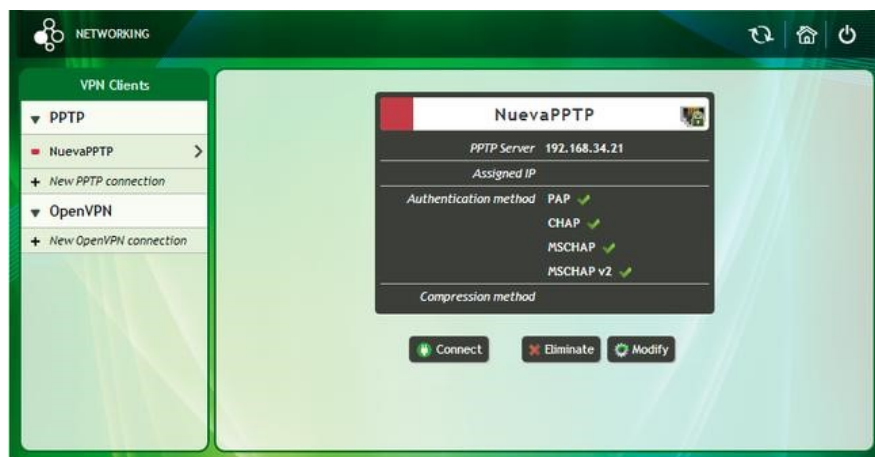 NETWORKING
VPN Clients
PPTP
NuevaPPTP
New PPTP connection
OpenVPN
New OpenVPN connection
NuevaPPTP
PPTP Server 192.168.34.21
Assigned IP
Authentication method PAP
CHAP
MSCHAP
MSCHAP v2
Compression method
Connect Eliminate Modify